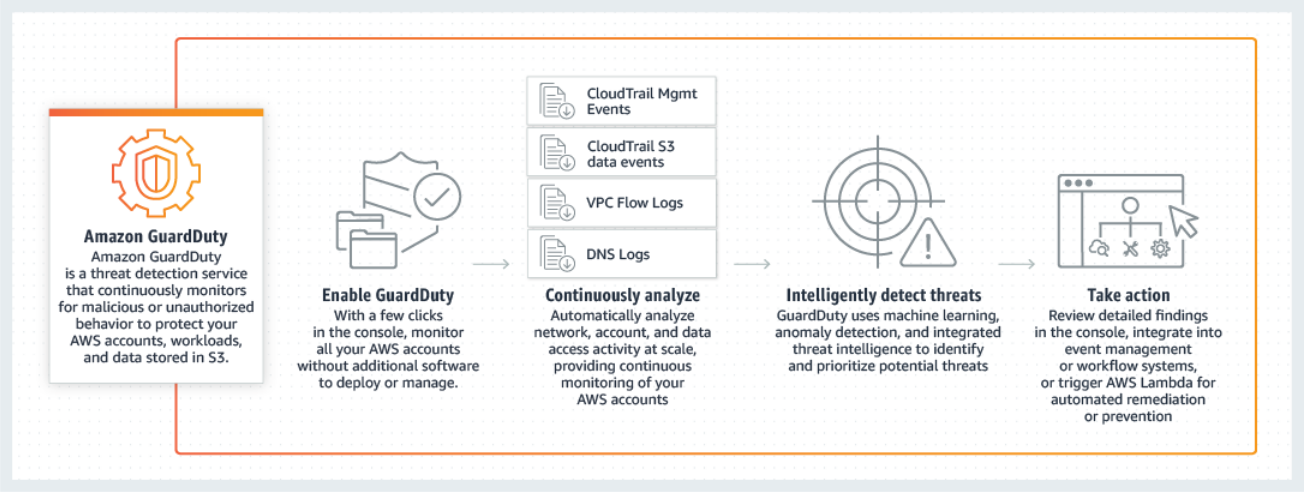 Amazon GuardDuty
Amazon GuardDuty
is a threat detection service
that continuously monitors
for malicious or unauthorized
behavior to protect your
AWS accounts, workloads,
and data stored in S3.
Enable GuardDuty
With a few clicks
in the console, monitor
all your AWS accounts
without additional software
to deploy or manage.
CloudTrail Mgmt
Events
CloudTrail S3
data events
VPC Flow Logs
DNS Logs
Continuously analyze
Automatically analyze
network, account, and data
access activity at scale,
providing continuous
monitoring of your
AWS accounts
Intelligently detect threats
GuardDuty uses machine learning,
anomaly detection, and integrated
threat intelligence to identify
and prioritize potential threats
Take action
Review detailed findings
in the console, integrate into
event management
or workflow systems,
or trigger AWS Lambda for
automated remediation
or prevention